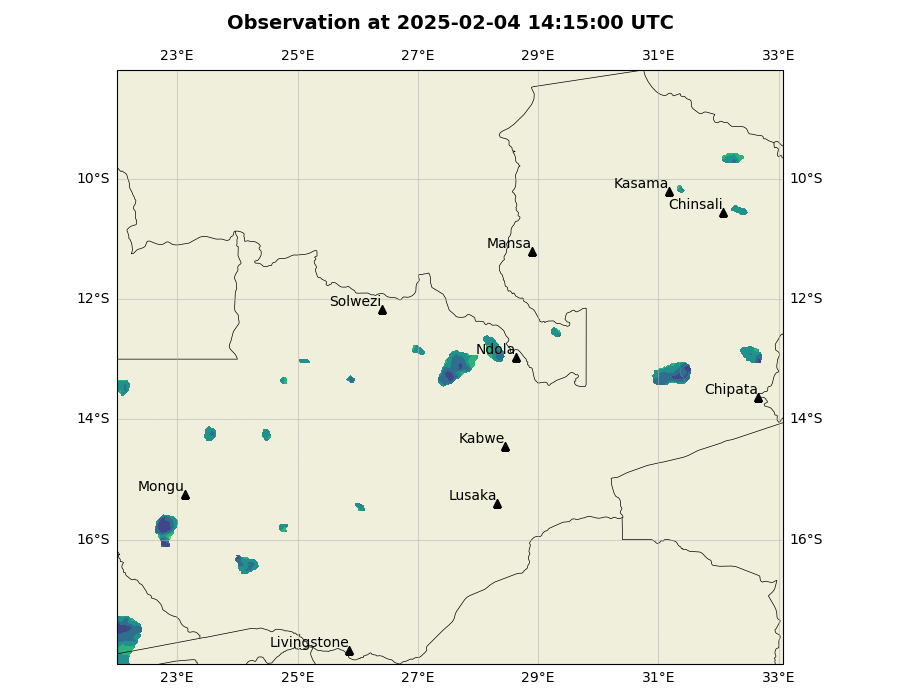 Observation at 2025-02-04 14:15:00 UTC
23°E 25°E 27°E 29°E 31°E 33°E
10°S 10°S
Kasama
Chinsali
Mansa
12°S 12°S
Solwezi
Ndola
Chipata
14°S 14°S
Kabwe
Mongu
Lusaka
16°S 16°S
Livingstone
23°E 25°E 27°E 29°E 31°E 33°E